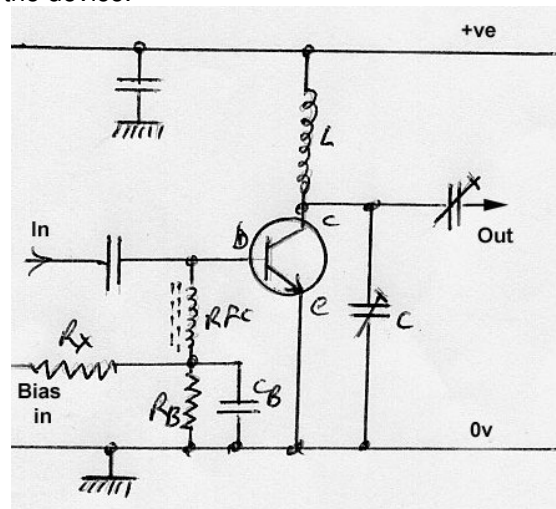 the device.
+ve
L
In
B
C
Out
RFC
e
C
Rx
Bias
in
RB
CB
0v